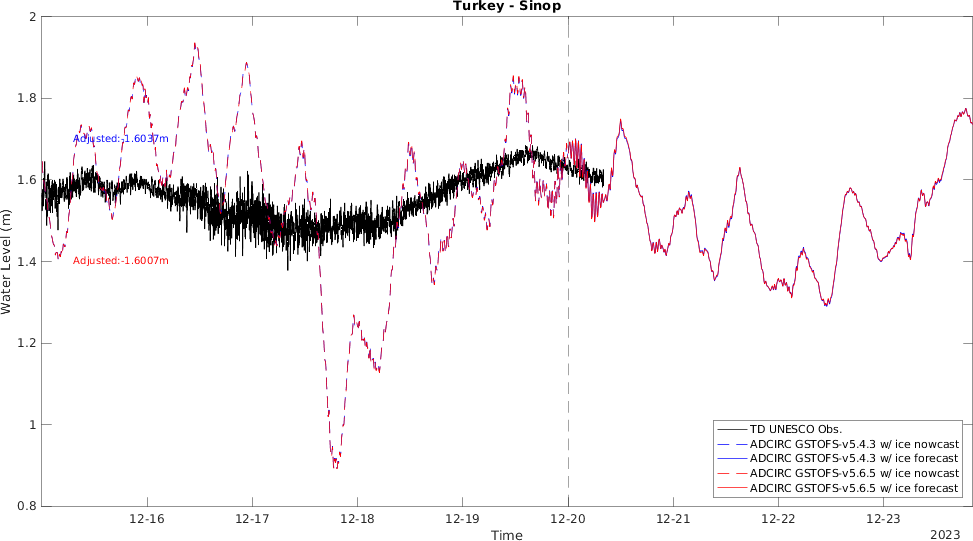 Turkey - Sinop
2
1.8
1.6
1.4
1.2
1
0.8
Water Level (m)
Adjusted:-1.6037m
Adjusted:-1.6007m
TD UNESCO Obs.
ADCIRC GSTOFS-v5.4.3 w/ ice nowcast
ADCIRC GSTOFS-v5.4.3 w/ ice forecast
ADCIRC GSTOFS-v5.6.5 w/ ice nowcast
ADCIRC GSTOFS-v5.6.5 w/ ice forecast
12-16 12-17 12-18 12-19 12-20 12-21 12-22 12-23
Time
2023